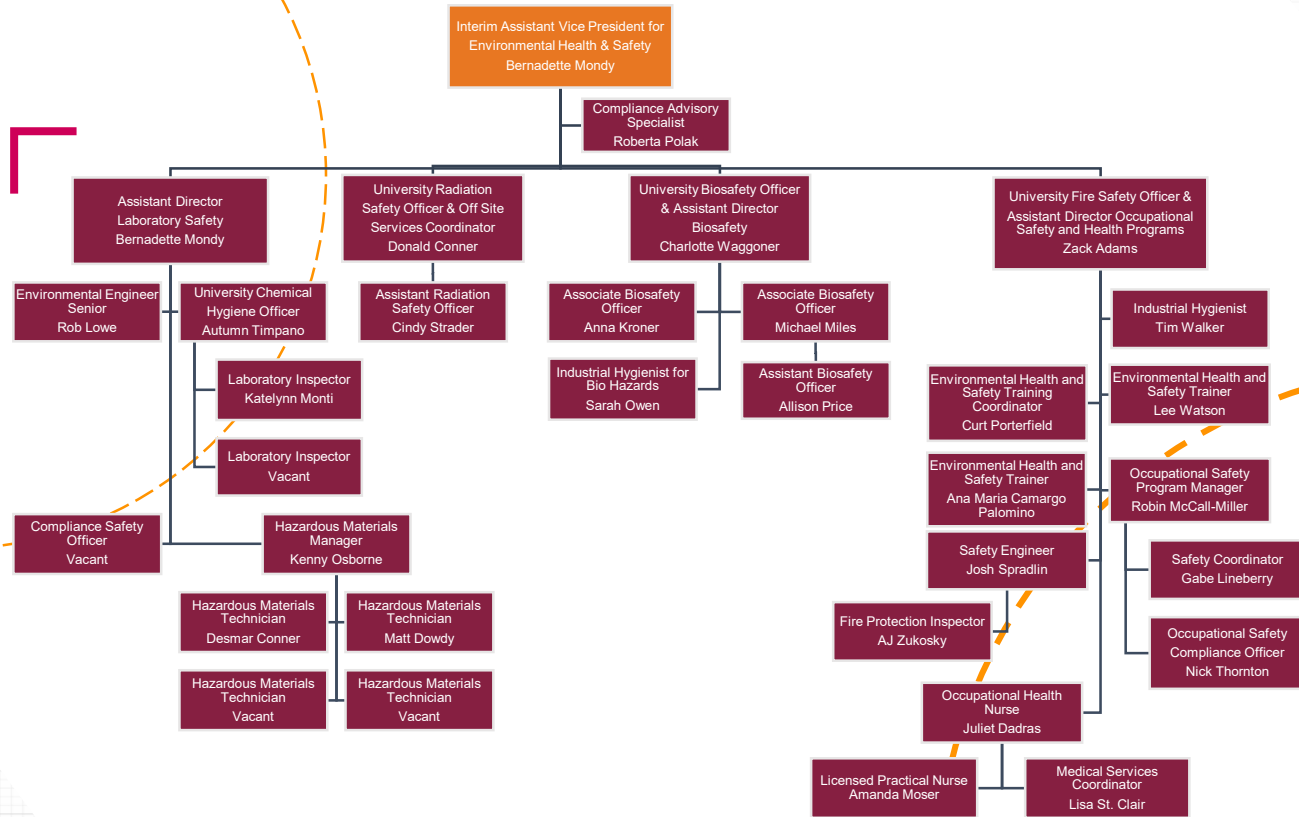 Interim Assistant Vice President for
Environmental Health & Safety
Bernadette Mondy
Compliance Advisory
Specialist
Roberta Polak
Assistant Director
Laboratory Safety
Bernadette Mondy
University Radiation
Safety Officer & Off Site
Services Coordinator
Donald Conner
University Biosafety Officer
& Assistant Director
Biosafety
Charlotte Waggoner
University Fire Safety Officer &
Assistant Director Occupational
Safety and Health Programs
Zack Adams
Environmental Engineer
Senior
Rob Lowe
University Chemical
Hygiene Officer
Autumn Timpano
Laboratory Inspector
Katelynn Monti
Laboratory Inspector
Vacant
Compliance Safety
Officer
Vacant
Hazardous Materials
Manager
Kenny Osborne
Hazardous Materials
Technician
Desmar Conner
Hazardous Materials
Technician
Matt Dowdy
Hazardous Materials
Technician
Vacant
Hazardous Materials
Technician
Vacant
Assistant Radiation
Safety Officer
Cindy Strader
Associate Biosafety
Officer
Anna Kroner
Associate Biosafety
Officer
Michael Miles
Industrial Hygienist for
Bio Hazards
Sarah Owen
Assistant Biosafety
Officer
Allison Price
Industrial Hygienist
Tim Walker
Environmental Health and
Safety Training
Coordinator
Curt Porterfield
Environmental Health and
Safety Trainer
Lee Watson
Environmental Health and
Safety Trainer
Ana Maria Camargo
Palomino
Occupational Safety
Program Manager
Robin McCall-Miller
Safety Engineer
Josh Spradlin
Safety Coordinator
Gabe Lineberry
Fire Protection Inspector
AJ Zukosky
Occupational Safety
Compliance Officer
Nick Thornton
Occupational Health
Nurse
Juliet Dadras
Licensed Practical Nurse
Amanda Moser
Medical Services
Coordinator
Lisa St. Clair